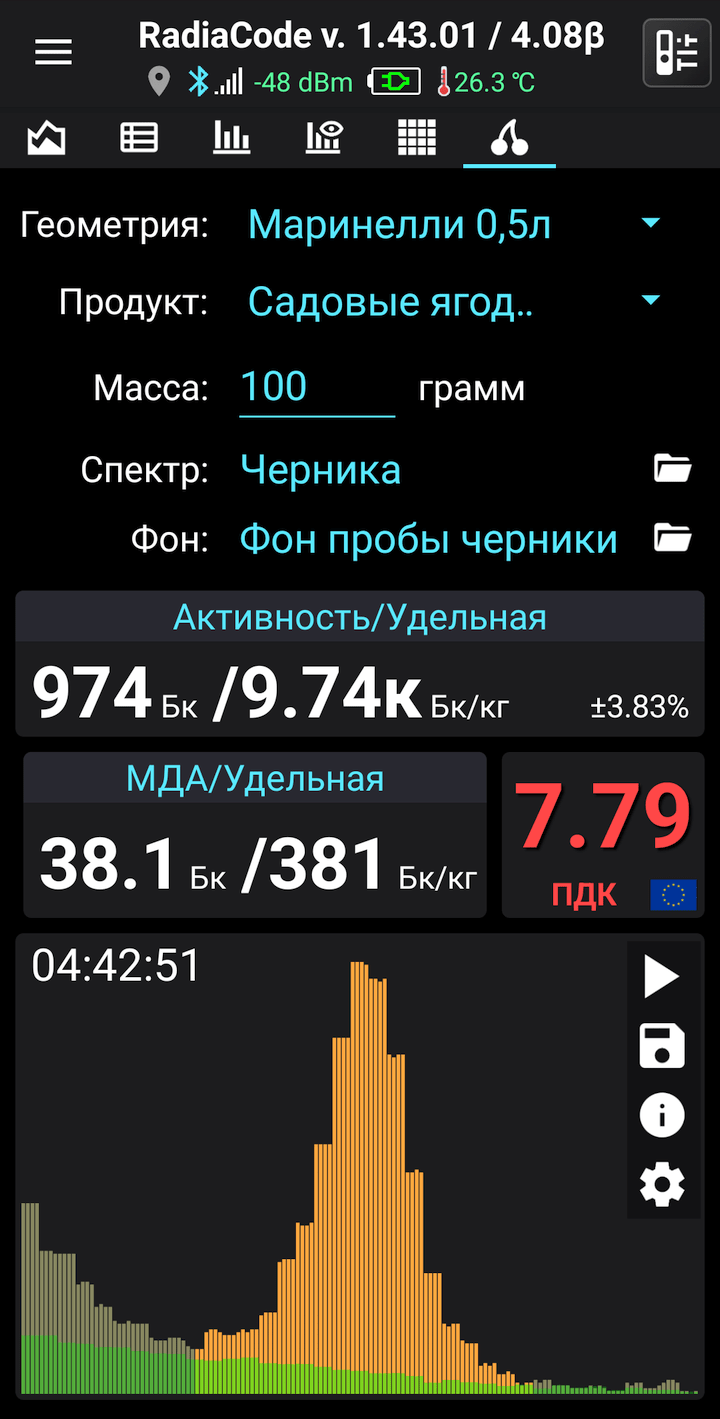 RadiaCode v. 1.43.01 / 4.08β
-48 dBm 26.3 ℃
Геометрия: Маринелли 0,5л
Продукт: Садовые ягод..
Масса: 100 грамм
Спектр: Черника
Фон: Фон пробы черники
Активность/Удельная
974 Бк /9.74к Бк/кг ±3.83%
МДА/Удельная
38.1 Бк /381 Бк/кг
7.79
ПДК
04:42:51